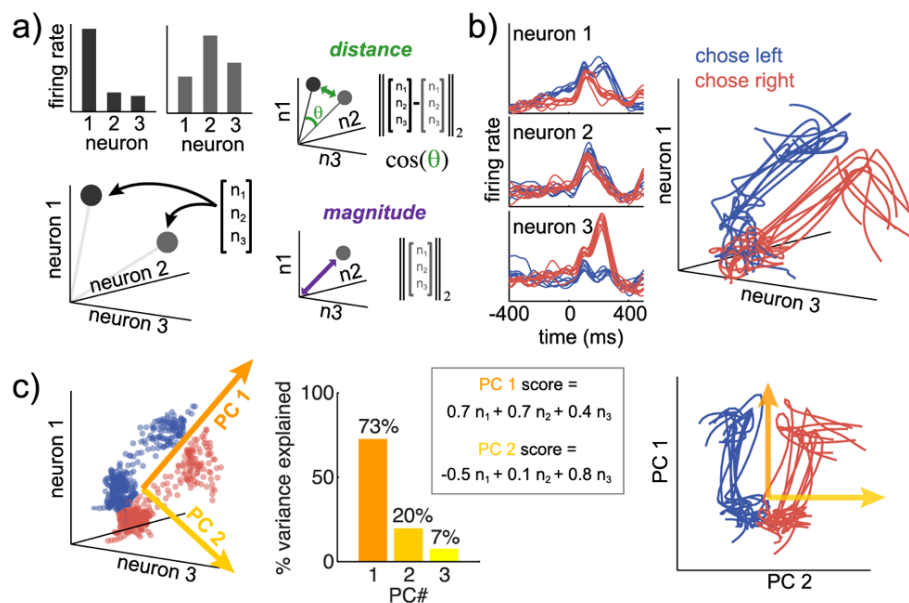 a)
firing rate
1 2 3
neuron
1 2 3
neuron
neuron 1
neuron 2
neuron 3
n₁
n₂
n₃
distance
n1
θ
n2
n3
n₁
n₂
n₃
-
n₁
n₂
n₃
2
cos(θ)
magnitude
n1
n2
n3
n₁
n₂
n₃
2
b)
firing rate
neuron 1
neuron 2
neuron 3
-400 0 400
time (ms)
chose left
chose right
neuron 1
neuron 3
c)
neuron 1
neuron 3
PC 1
PC 2
% variance explained
100
50
0
73%
20%
7%
1 2 3
PC#
PC 1 score =
0.7 n₁ + 0.7 n₂ + 0.4 n₃
PC 2 score =
-0.5 n₁ + 0.1 n₂ + 0.8 n₃
PC 1
PC 2